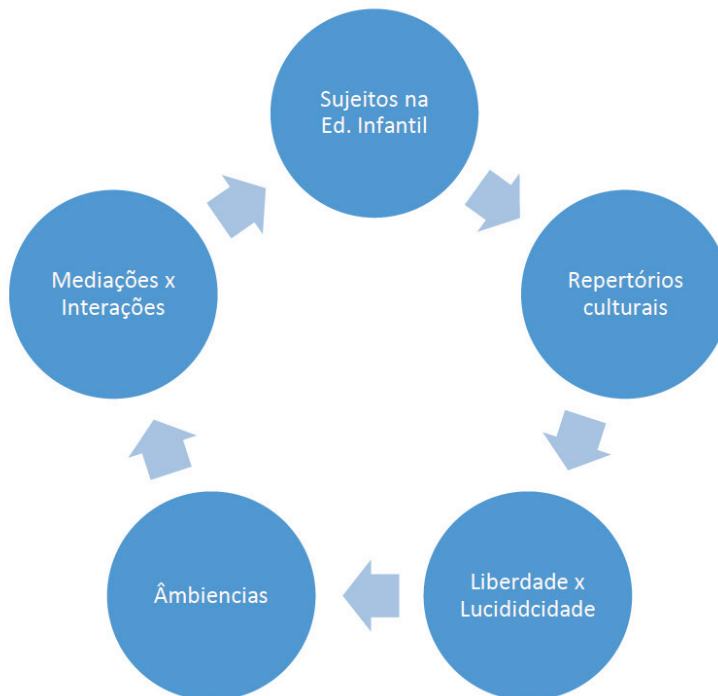 Sujeitos na
Ed. Infantil
Repertórios
culturais
Liberdade x
Lucididcidade
Âmbiencias
Mediações x
Interações